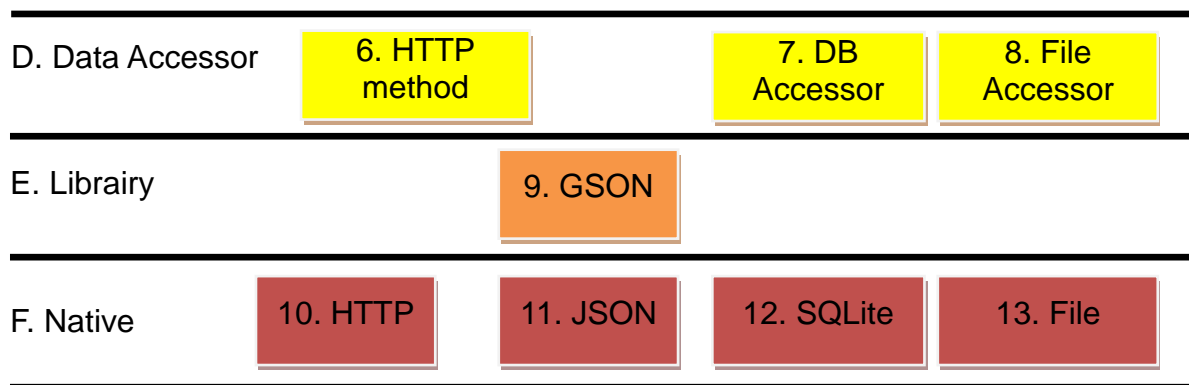 D. Data Accessor
6. HTTP
method
7. DB
Accessor
8. File
Accessor
E. Librairy
9. GSON
F. Native
10. HTTP
11. JSON
12. SQLite
13. File